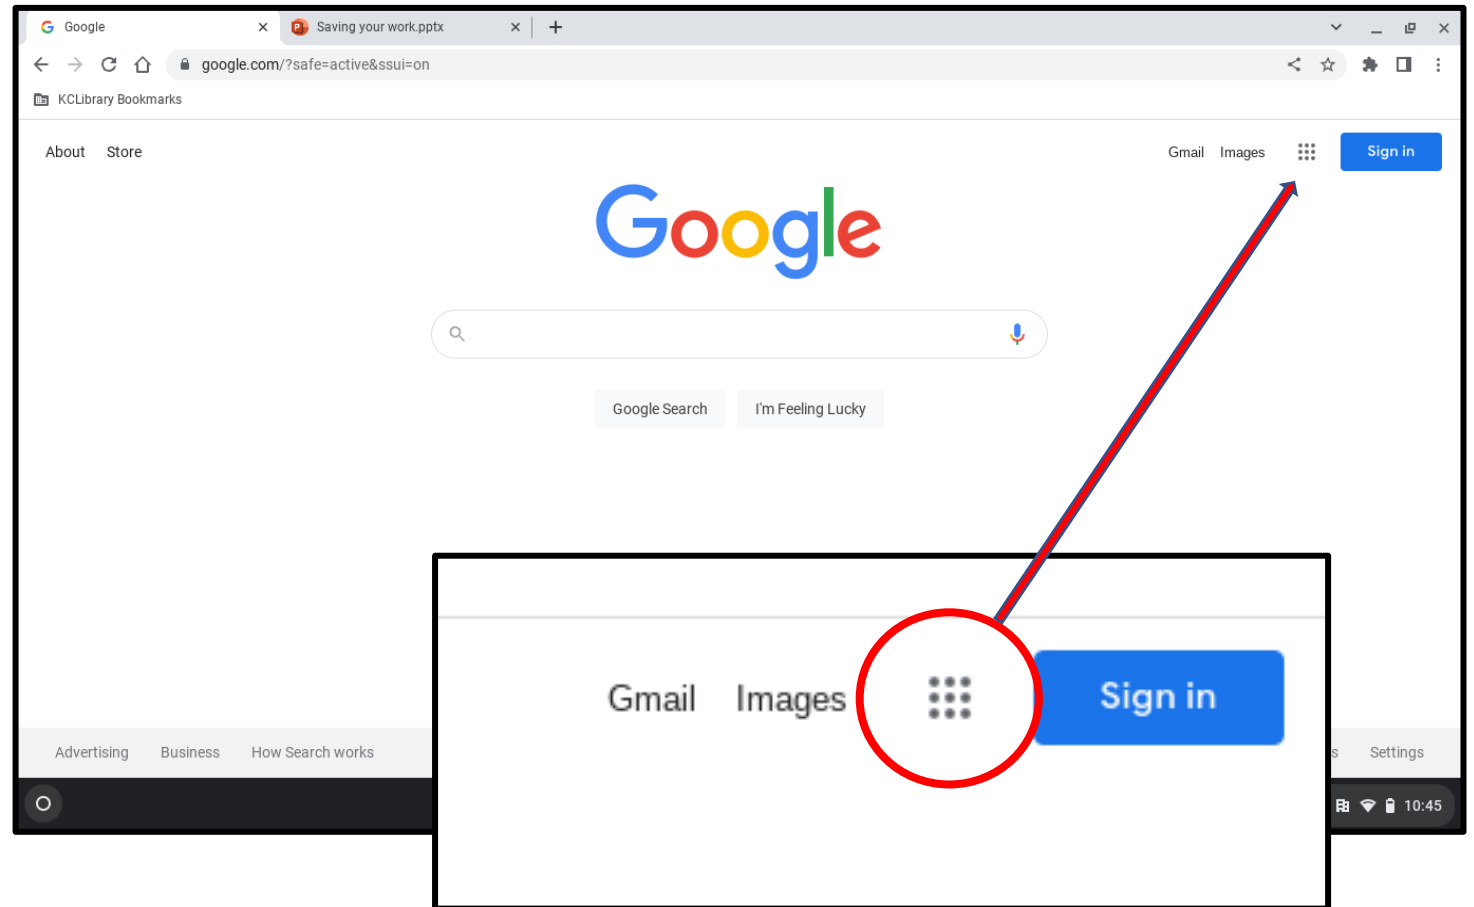 Google Saving your work.pptx
google.com/?safe=active&ssui=on
KCLibrary Bookmarks
About Store Gmail Images Sign in
Google
Google Search I'm Feeling Lucky
Gmail Images Sign in
Advertising Business How Search works s Settings
10:45